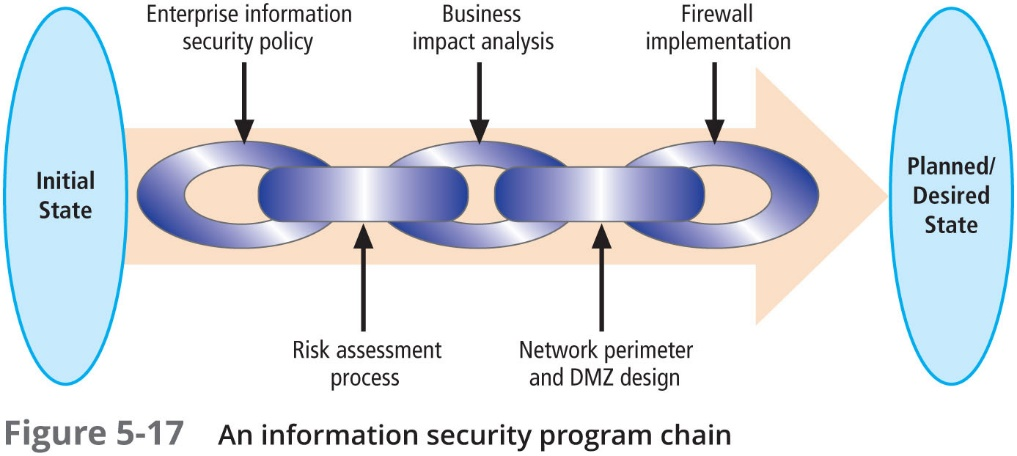 Enterprise information
security policy
Business
impact analysis
Firewall
implementation
Initial
State
Planned/
Desired
State
Risk assessment
process
Network perimeter
and DMZ design
Figure 5-17 An information security program chain